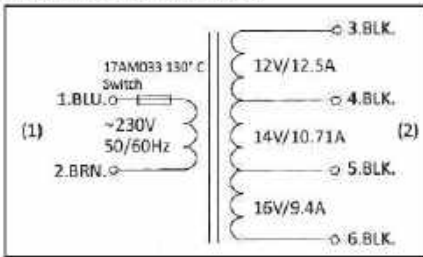 3.BLK.
17AM033 130°C
Switch
12V/12.5A
1.BLU.
4.BLK.
(1)
~230V
50/60Hz
14V/10.71A
(2)
2.BRN.
5.BLK.
16V/9.4A
6.BLK.